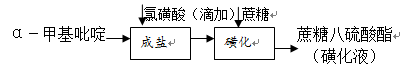 氯磺酸（滴加）蔗糖
α－甲基吡啶
成盐
磺化
蔗糖八硫酸酯
（磺化液）